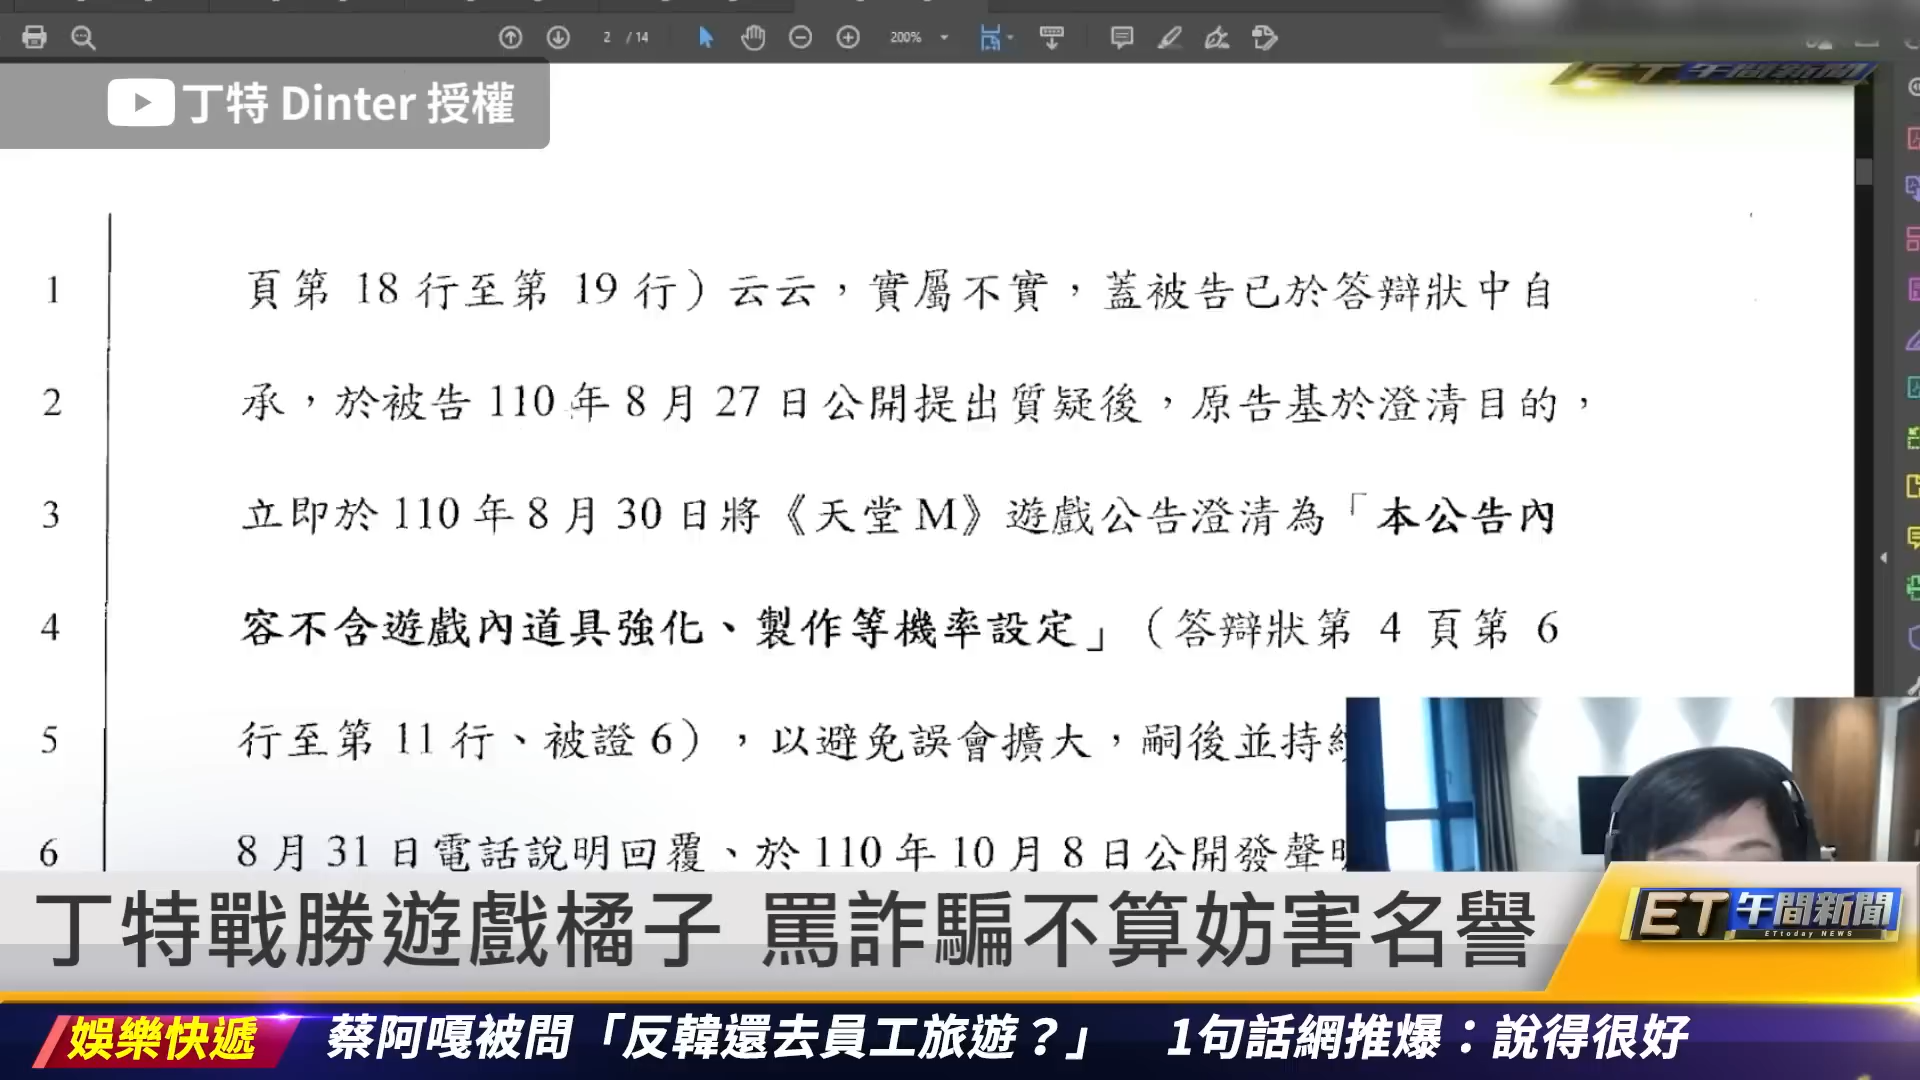 2 / 14
200%
丁特 Dinter 授權
ET午間新聞
1 頁第 18 行至第 19 行）云云，實屬不實，蓋被告已於答辯狀中自
2 承，於被告 110 年 8 月 27 日公開提出質疑後，原告基於澄清目的，
3 立即於 110 年 8 月 30 日將《天堂 M》遊戲公告澄清為「本公告內
4 容不含遊戲內道具強化、製作等機率設定」（答辯狀第 4 頁第 6
5 行至第 11 行、被證 6），以避免誤會擴大，嗣後並持續
6 8 月 31 日電話說明回覆、於 110 年 10 月 8 日公開發聲明
丁特戰勝遊戲橘子 罵詐騙不算妨害名譽
ET午間新聞
ETtoday NEWS
娛樂快遞 蔡阿嘎被問「反韓還去員工旅遊？」 1句話網推爆：說得很好